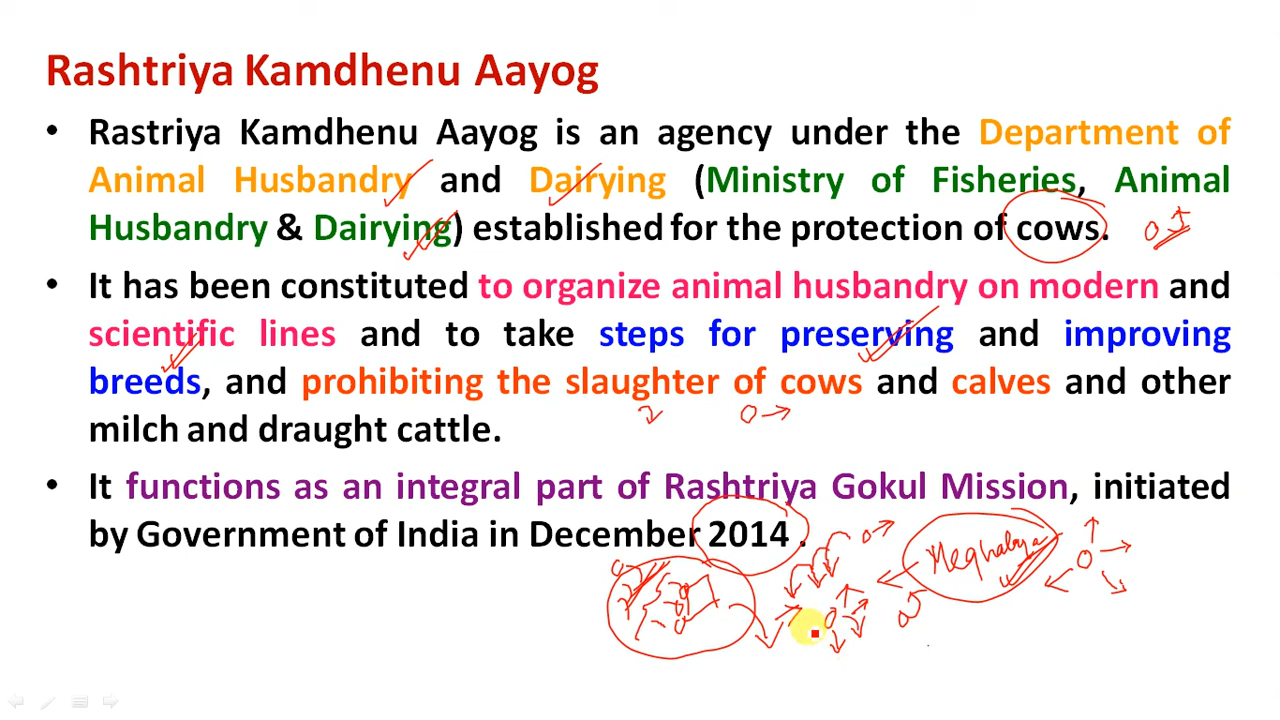 Rashtriya Kamdhenu Aayog
• Rastriya Kamdhenu Aayog is an agency under the Department of
Animal Husbandry and Dairying (Ministry of Fisheries, Animal
Husbandry & Dairying) established for the protection of cows.
• It has been constituted to organize animal husbandry on modern and
scientific lines and to take steps for preserving and improving
breeds, and prohibiting the slaughter of cows and calves and other
milch and draught cattle.
• It functions as an integral part of Rashtriya Gokul Mission, initiated
by Government of India in December 2014 .